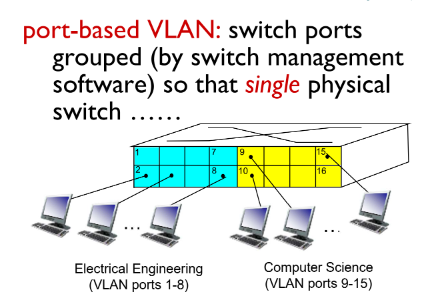 port-based VLAN: switch ports
grouped (by switch management
software) so that single physical
switch ……
1 7 9 15
2 8 10 16
… …
Electrical Engineering
(VLAN ports 1-8)
Computer Science
(VLAN ports 9-15)